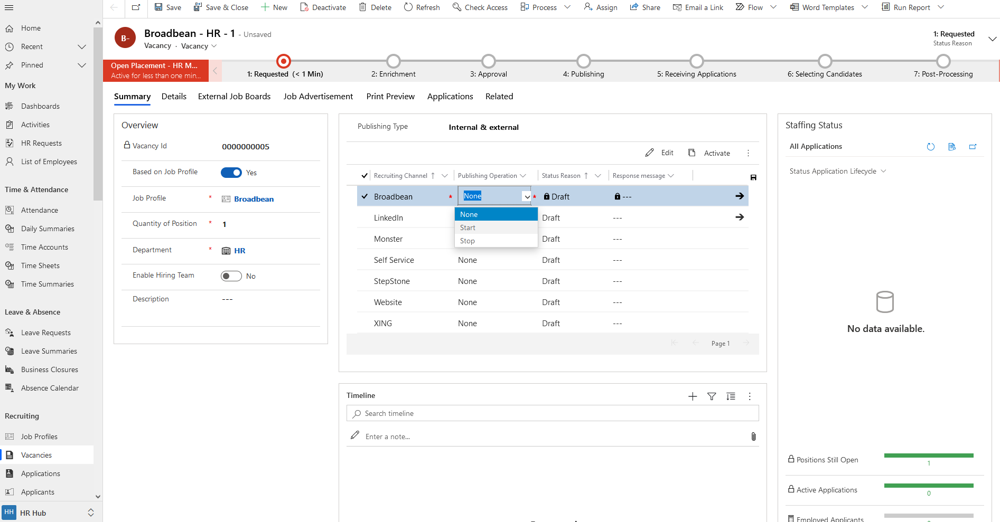 Save
Save & Close
New
Deactivate
Delete
Refresh
Check Access
Process
Assign
Share
Email a Link
Flow
Word Templates
Run Report
Home
Recent
Pinned
My Work
Dashboards
Activities
HR Requests
List of Employees
Time & Attendance
Attendance
Daily Summaries
Time Accounts
Time Sheets
Time Summaries
Leave & Absence
Leave Requests
Leave Summaries
Business Closures
Absence Calendar
Recruiting
Job Profiles
Vacancies
Applications
Applicants
HH HR Hub
B-
Broadbean - HR - 1 - Unsaved
Vacancy · Vacancy
1: Requested
Status Reason
Open Placement - HR M...
Active for less than one min...
1: Requested (< 1 Min)
2: Enrichment
3: Approval
4: Publishing
5: Receiving Applications
6: Selecting Candidates
7: Post-Processing
Summary
Details
External Job Boards
Job Advertisement
Print Preview
Applications
Related
Overview
Vacancy Id 0000000005
Based on Job Profile Yes
Job Profile * Broadbean
Quantity of Position * 1
Department * HR
Enable Hiring Team No
Description ---
Publishing Type Internal & external
Edit
Activate
Recruiting Channel Publishing Operation Status Reason Response message
Broadbean * None * Draft ---
None
Start
Stop
LinkedIn Draft ---
Monster Draft ---
Self Service None Draft ---
StepStone None Draft ---
Website None Draft ---
XING None Draft ---
Page 1
Timeline
Search timeline
Enter a note...
Staffing Status
All Applications
Status Application Lifecycle
No data available.
Positions Still Open 1
Active Applications 0
Employed Applicants